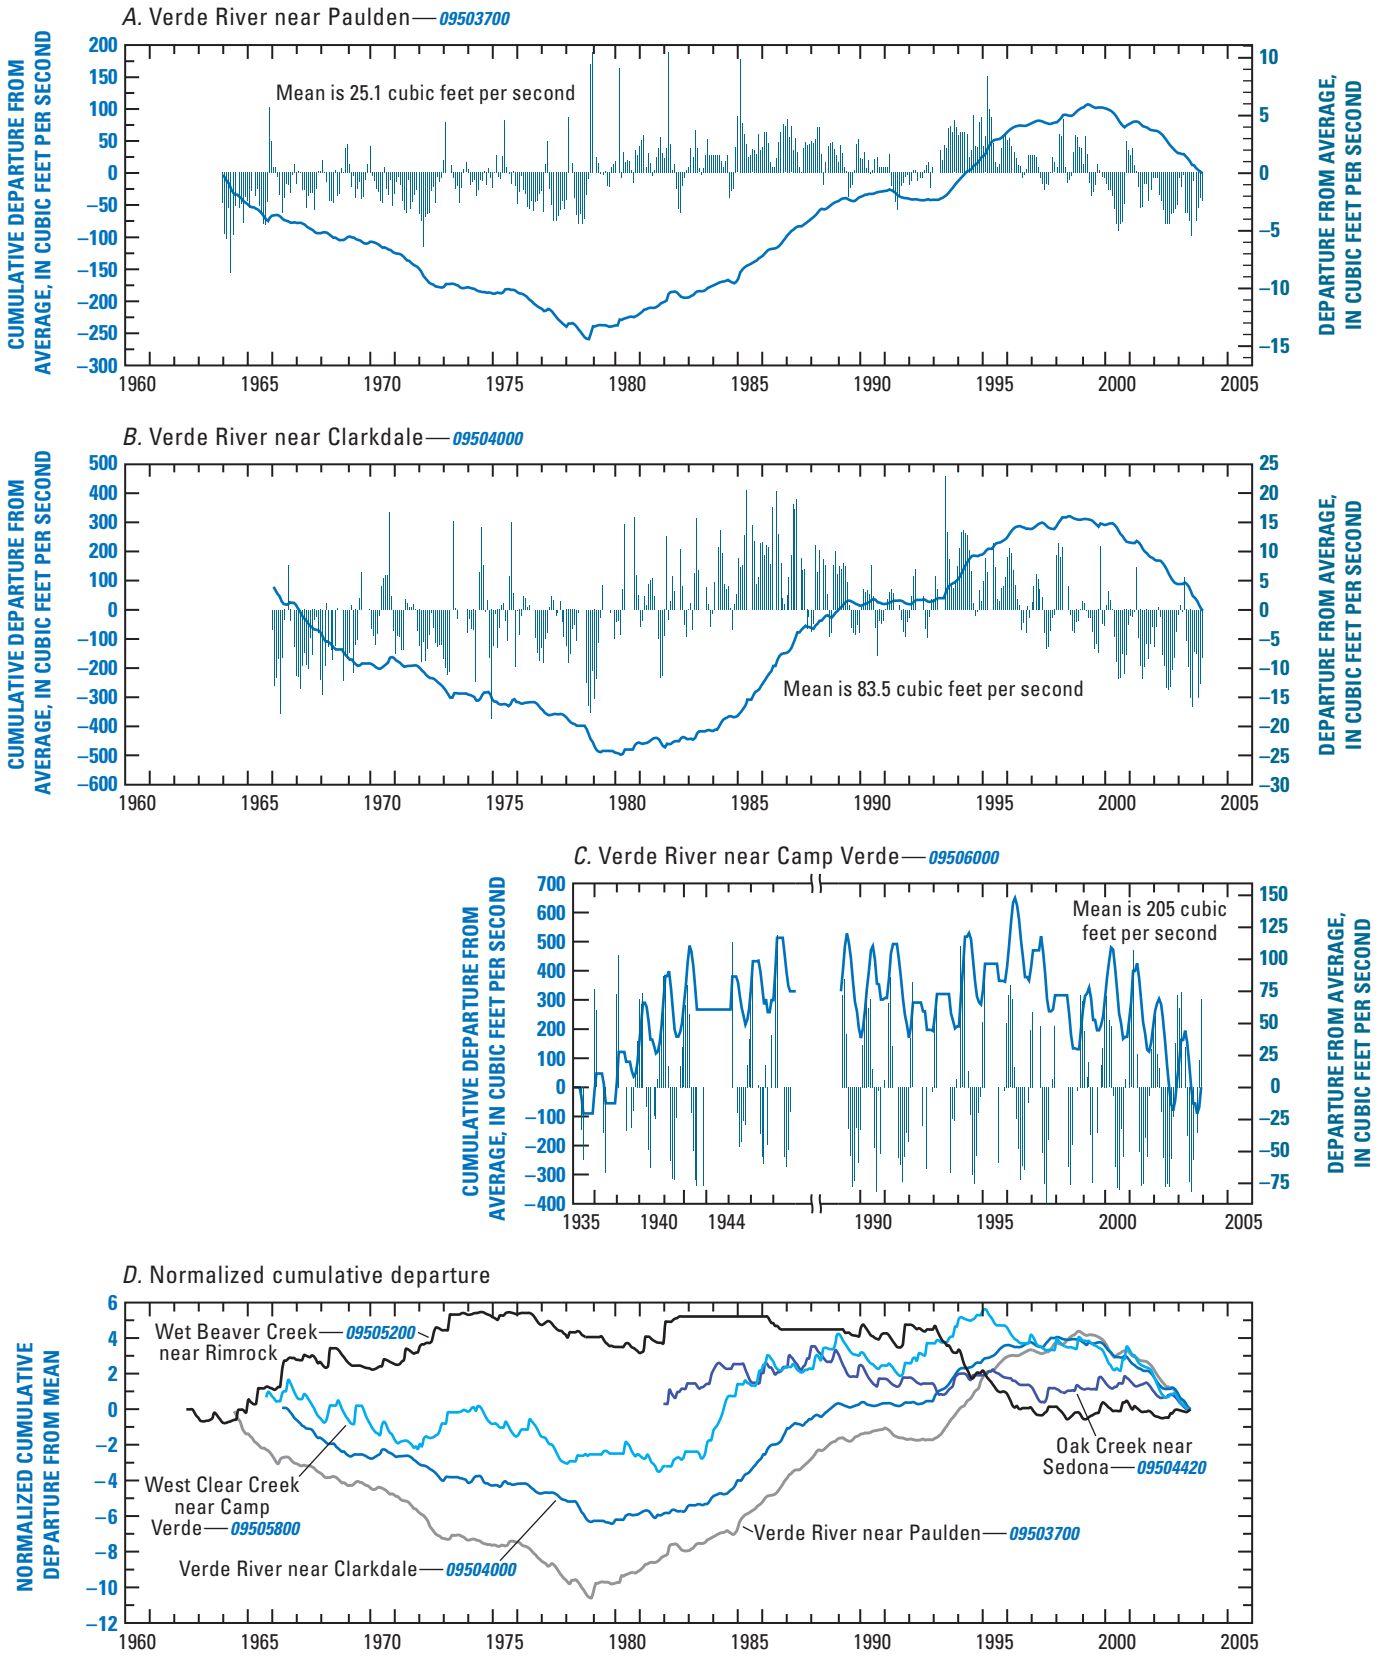 A. Verde River near Paulden—09503700
CUMULATIVE DEPARTURE FROM
AVERAGE, IN CUBIC FEET PER SECOND
200
150
100
50
0
–50
–100
–150
–200
–250
–300
Mean is 25.1 cubic feet per second
10
5
0
–5
–10
–15
DEPARTURE FROM AVERAGE,
IN CUBIC FEET PER SECOND
1960 1965 1970 1975 1980 1985 1990 1995 2000 2005
B. Verde River near Clarkdale—09504000
CUMULATIVE DEPARTURE FROM
AVERAGE, IN CUBIC FEET PER SECOND
500
400
300
200
100
0
–100
–200
–300
–400
–500
–600
Mean is 83.5 cubic feet per second
25
20
15
10
5
0
–5
–10
–15
–20
–25
–30
DEPARTURE FROM AVERAGE,
IN CUBIC FEET PER SECOND
1960 1965 1970 1975 1980 1985 1990 1995 2000 2005
C. Verde River near Camp Verde—09506000
CUMULATIVE DEPARTURE FROM
AVERAGE, IN CUBIC FEET PER SECOND
700
600
500
400
300
200
100
0
–100
–200
–300
–400
Mean is 205 cubic
feet per second
150
125
100
75
50
25
0
–25
–50
–75
DEPARTURE FROM AVERAGE,
IN CUBIC FEET PER SECOND
1935 1940 1944 1990 1995 2000 2005
D. Normalized cumulative departure
NORMALIZED CUMULATIVE
DEPARTURE FROM MEAN
6
4
2
0
–2
–4
–6
–8
–10
–12
Wet Beaver Creek—09505200
near Rimrock
West Clear Creek
near Camp
Verde—09505800
Verde River near Clarkdale—09504000
Verde River near Paulden—09503700
Oak Creek near
Sedona—09504420
1960 1965 1970 1975 1980 1985 1990 1995 2000 2005